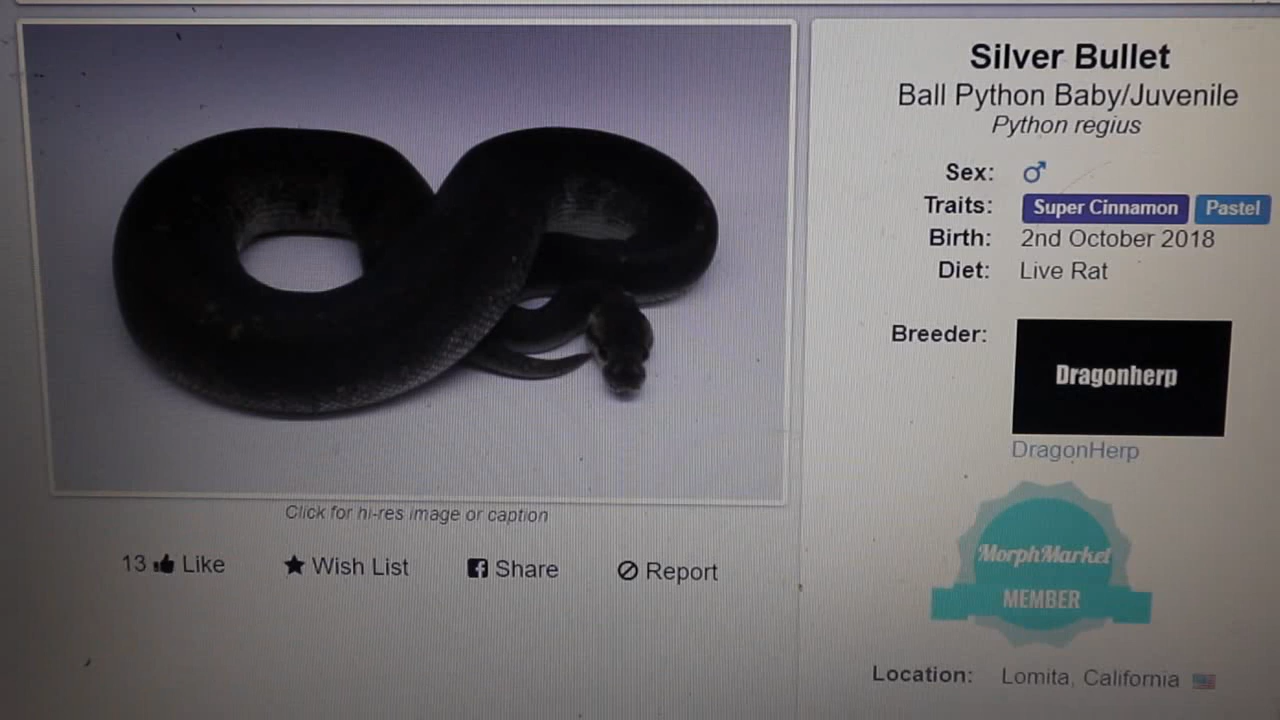 Silver Bullet
Ball Python Baby/Juvenile
Python regius
Sex: ♂
Traits: Super Cinnamon Pastel
Birth: 2nd October 2018
Diet: Live Rat
Breeder: Dragonherp
DragonHerp
MorphMarket
MEMBER
Location: Lomita, California
Click for hi-res image or caption
13 Like Wish List Share Report